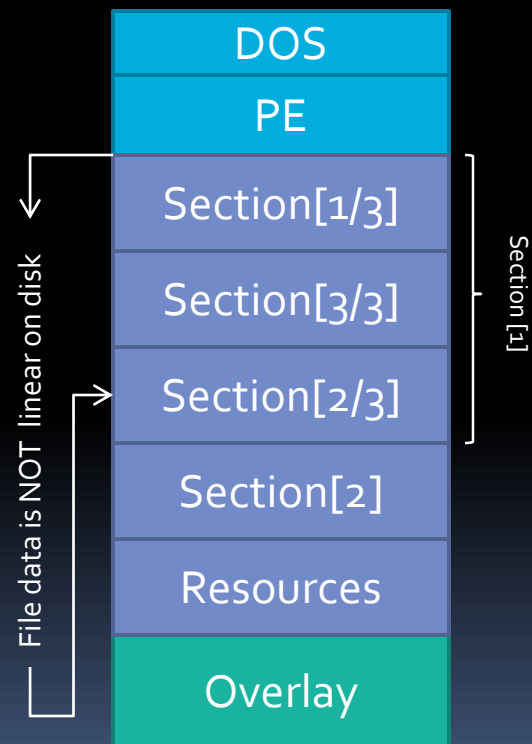 DOS
PE
Section[1/3]
Section[3/3]
Section[2/3]
Section[2]
Resources
Overlay
File data is NOT linear on disk
Section [1]